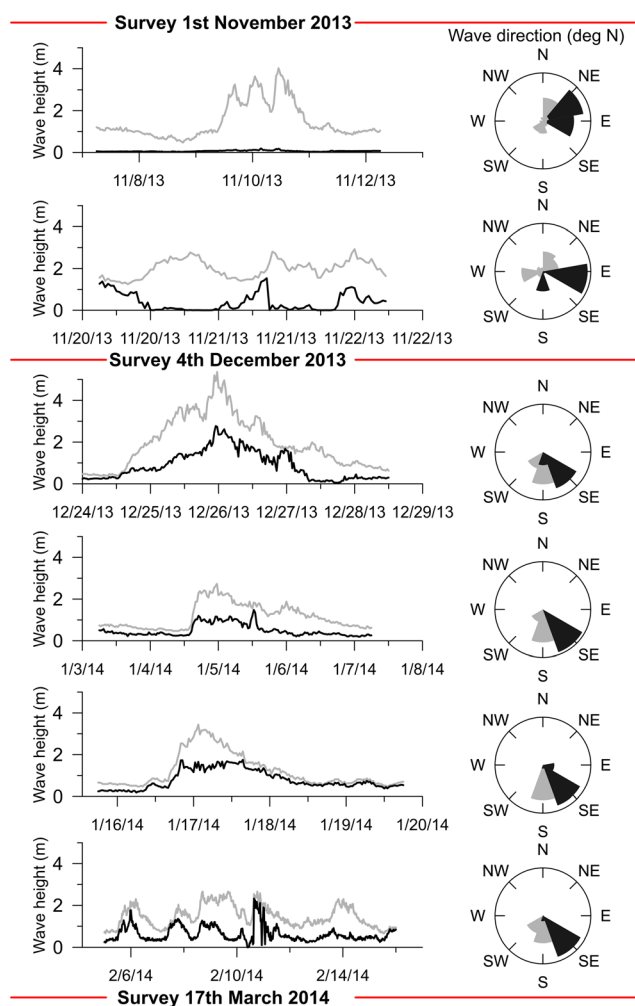 Survey 1st November 2013
Wave direction (deg N)
Wave height (m)
4
2
0
11/8/13 11/10/13 11/12/13
N
NE
E
SE
S
SW
W
NW
Wave height (m)
4
2
0
11/20/13 11/20/13 11/21/13 11/21/13 11/22/13 11/22/13
N
NE
E
SE
S
SW
W
NW
Survey 4th December 2013
Wave height (m)
4
2
0
12/24/13 12/25/13 12/26/13 12/27/13 12/28/13 12/29/13
N
NE
E
SE
S
SW
W
NW
Wave height (m)
4
2
0
1/3/14 1/4/14 1/5/14 1/6/14 1/7/14 1/8/14
N
NE
E
SE
S
SW
W
NW
Wave height (m)
4
2
0
1/16/14 1/17/14 1/18/14 1/19/14 1/20/14
N
NE
E
SE
S
SW
W
NW
Wave height (m)
4
2
0
2/6/14 2/10/14 2/14/14
N
NE
E
SE
S
SW
W
NW
Survey 17th March 2014